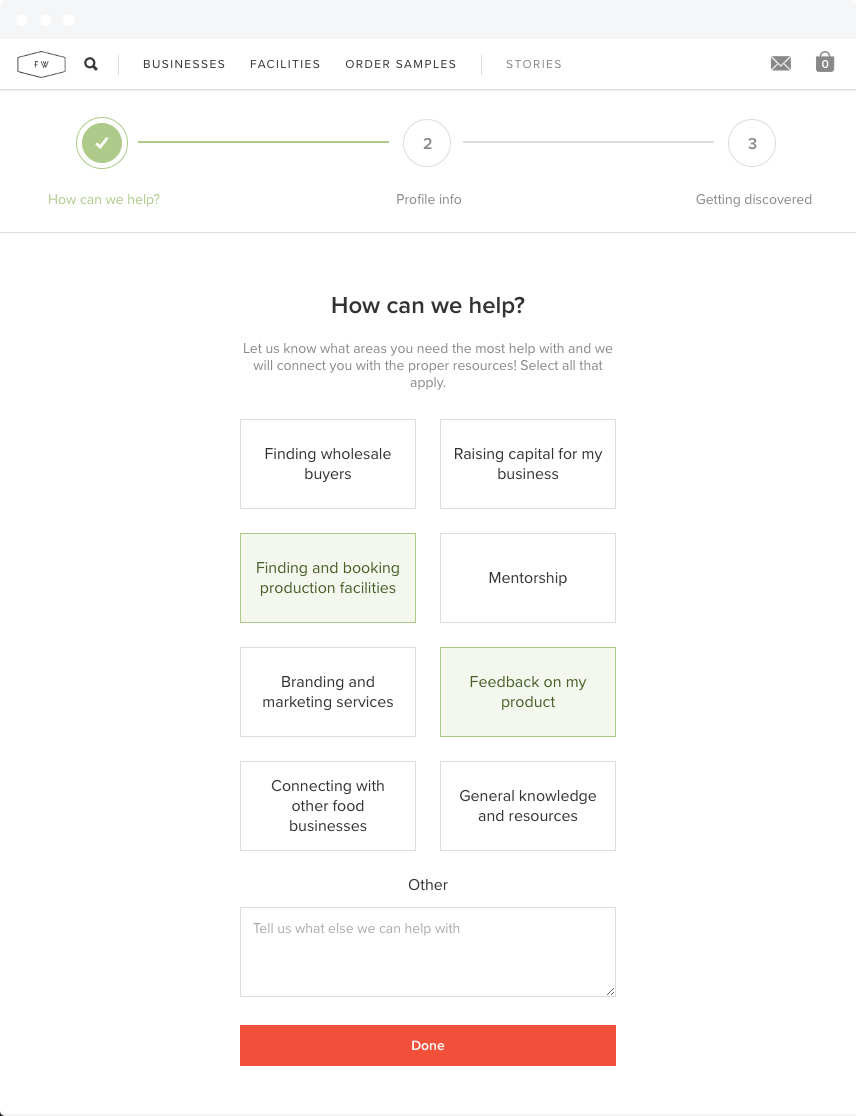 FW
BUSINESSES FACILITIES ORDER SAMPLES STORIES 0
2 3
How can we help? Profile info Getting discovered
How can we help?
Let us know what areas you need the most help with and we
will connect you with the proper resources! Select all that
apply.
Finding wholesale
buyers
Raising capital for my
business
Finding and booking
production facilities
Mentorship
Branding and
marketing services
Feedback on my
product
Connecting with
other food
businesses
General knowledge
and resources
Other
Tell us what else we can help with
Done